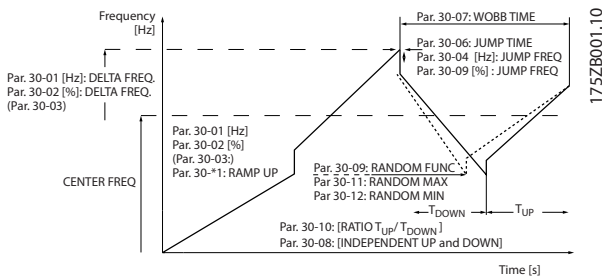 Frequency
[Hz]
Par. 30-07: WOBB TIME
Par. 30-06: JUMP TIME
Par. 30-04 [Hz] : JUMP FREQ
Par. 30-09 [%] : JUMP FREQ
175ZB001.10
Par. 30-01 [Hz]: DELTA FREQ.
Par. 30-02 [%]: DELTA FREQ.
(Par. 30-03)
Par. 30-01 [Hz]
Par. 30-02 [%]
(Par. 30-03:)
Par. 30-*1: RAMP UP
CENTER FREQ
Par. 30-09: RANDOM FUNC
Par 30-11: RANDOM MAX
Par 30-12: RANDOM MIN
TDOWN
TUP
Par. 30-10: [RATIO TUP/ TDOWN ]
Par. 30-08: [INDEPENDENT UP and DOWN]
Time [s]